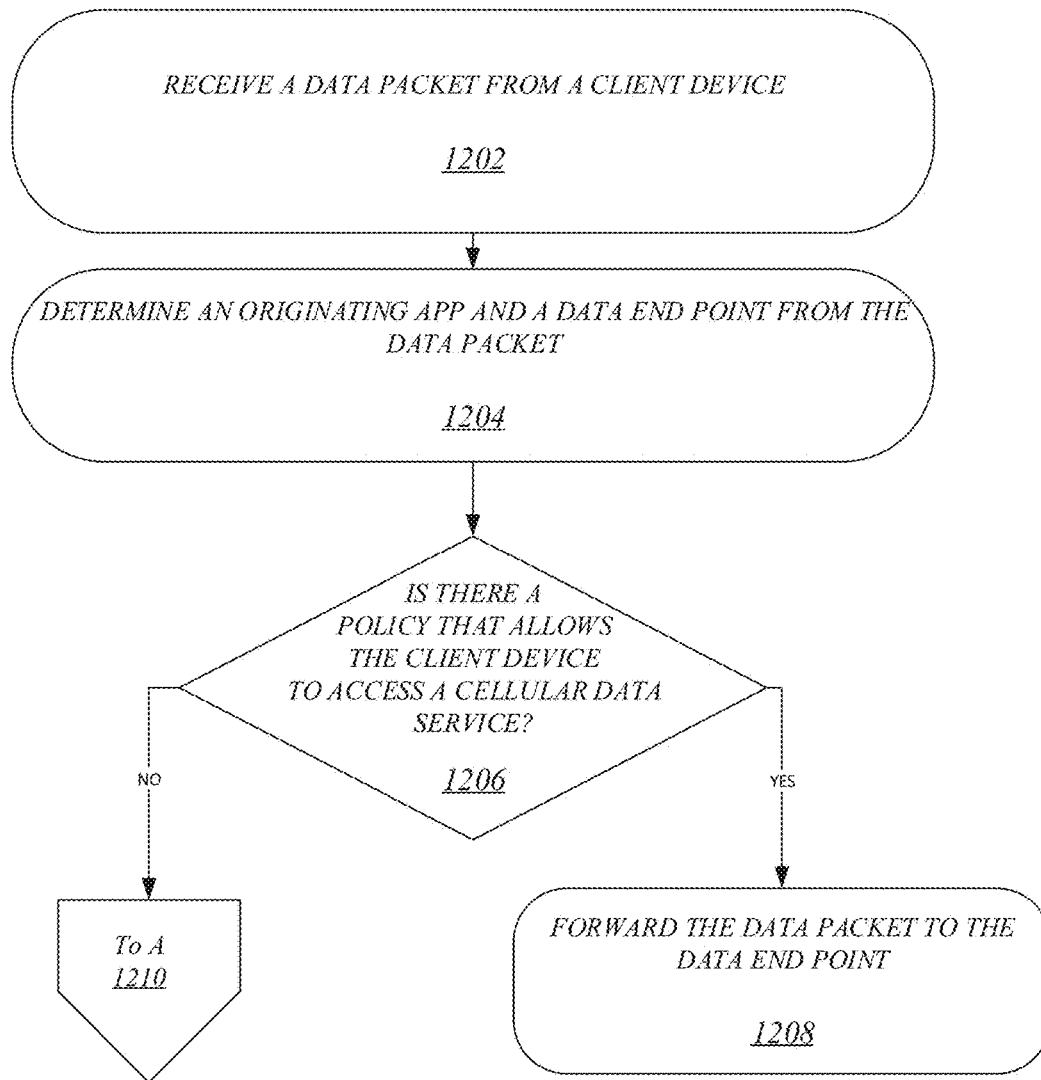 RECEIVE A DATA PACKET FROM A CLIENT DEVICE
1202
DETERMINE AN ORIGINATING APP AND A DATA END POINT FROM THE
DATA PACKET
1204
IS THERE A
POLICY THAT ALLOWS
THE CLIENT DEVICE
TO ACCESS A CELLULAR DATA
SERVICE?
1206
NO
YES
To A
1210
FORWARD THE DATA PACKET TO THE
DATA END POINT
1208